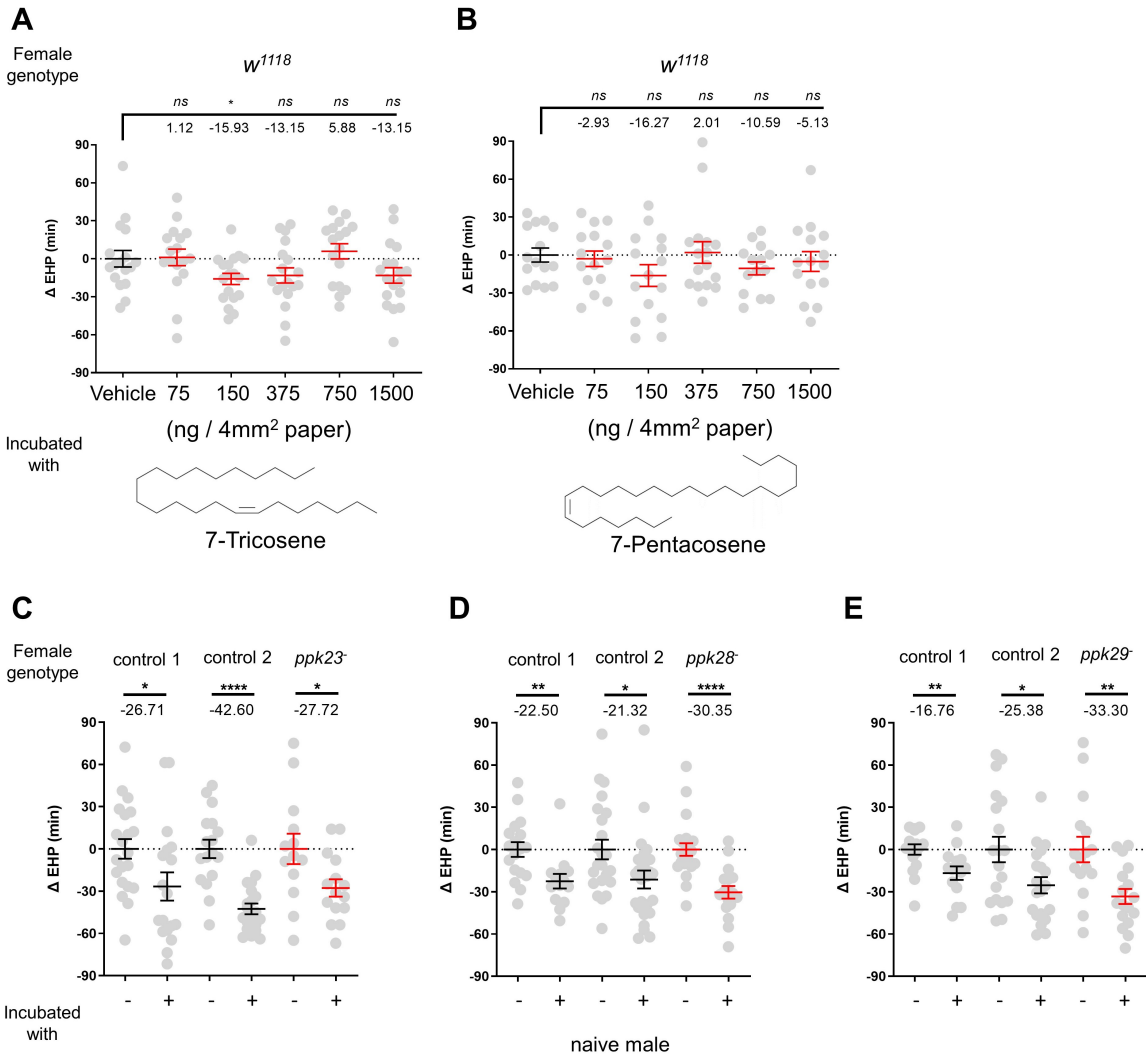 A
Female
genotype
w1118
ns * ns ns ns
1.12 -15.93 -13.15 5.88 -13.15
Δ EHP (min)
90
60
30
0
-30
-60
-90
Vehicle 75 150 375 750 1500
(ng / 4mm2 paper)
Incubated
with
7-Tricosene
B
w1118
ns ns ns ns ns
-2.93 -16.27 2.01 -10.59 -5.13
Δ EHP (min)
90
60
30
0
-30
-60
-90
Vehicle 75 150 375 750 1500
(ng / 4mm2 paper)
7-Pentacosene
C
Female
genotype
control 1 control 2 ppk23-
* **** *
-26.71 -42.60 -27.72
Δ EHP (min)
90
60
30
0
-30
-60
-90
- + - + - +
Incubated
with
D
control 1 control 2 ppk28-
** * ****
-22.50 -21.32 -30.35
Δ EHP (min)
90
60
30
0
-30
-60
-90
- + - + - +
naive male
E
control 1 control 2 ppk29-
** * **
-16.76 -25.38 -33.30
Δ EHP (min)
90
60
30
0
-30
-60
-90
- + - + - +